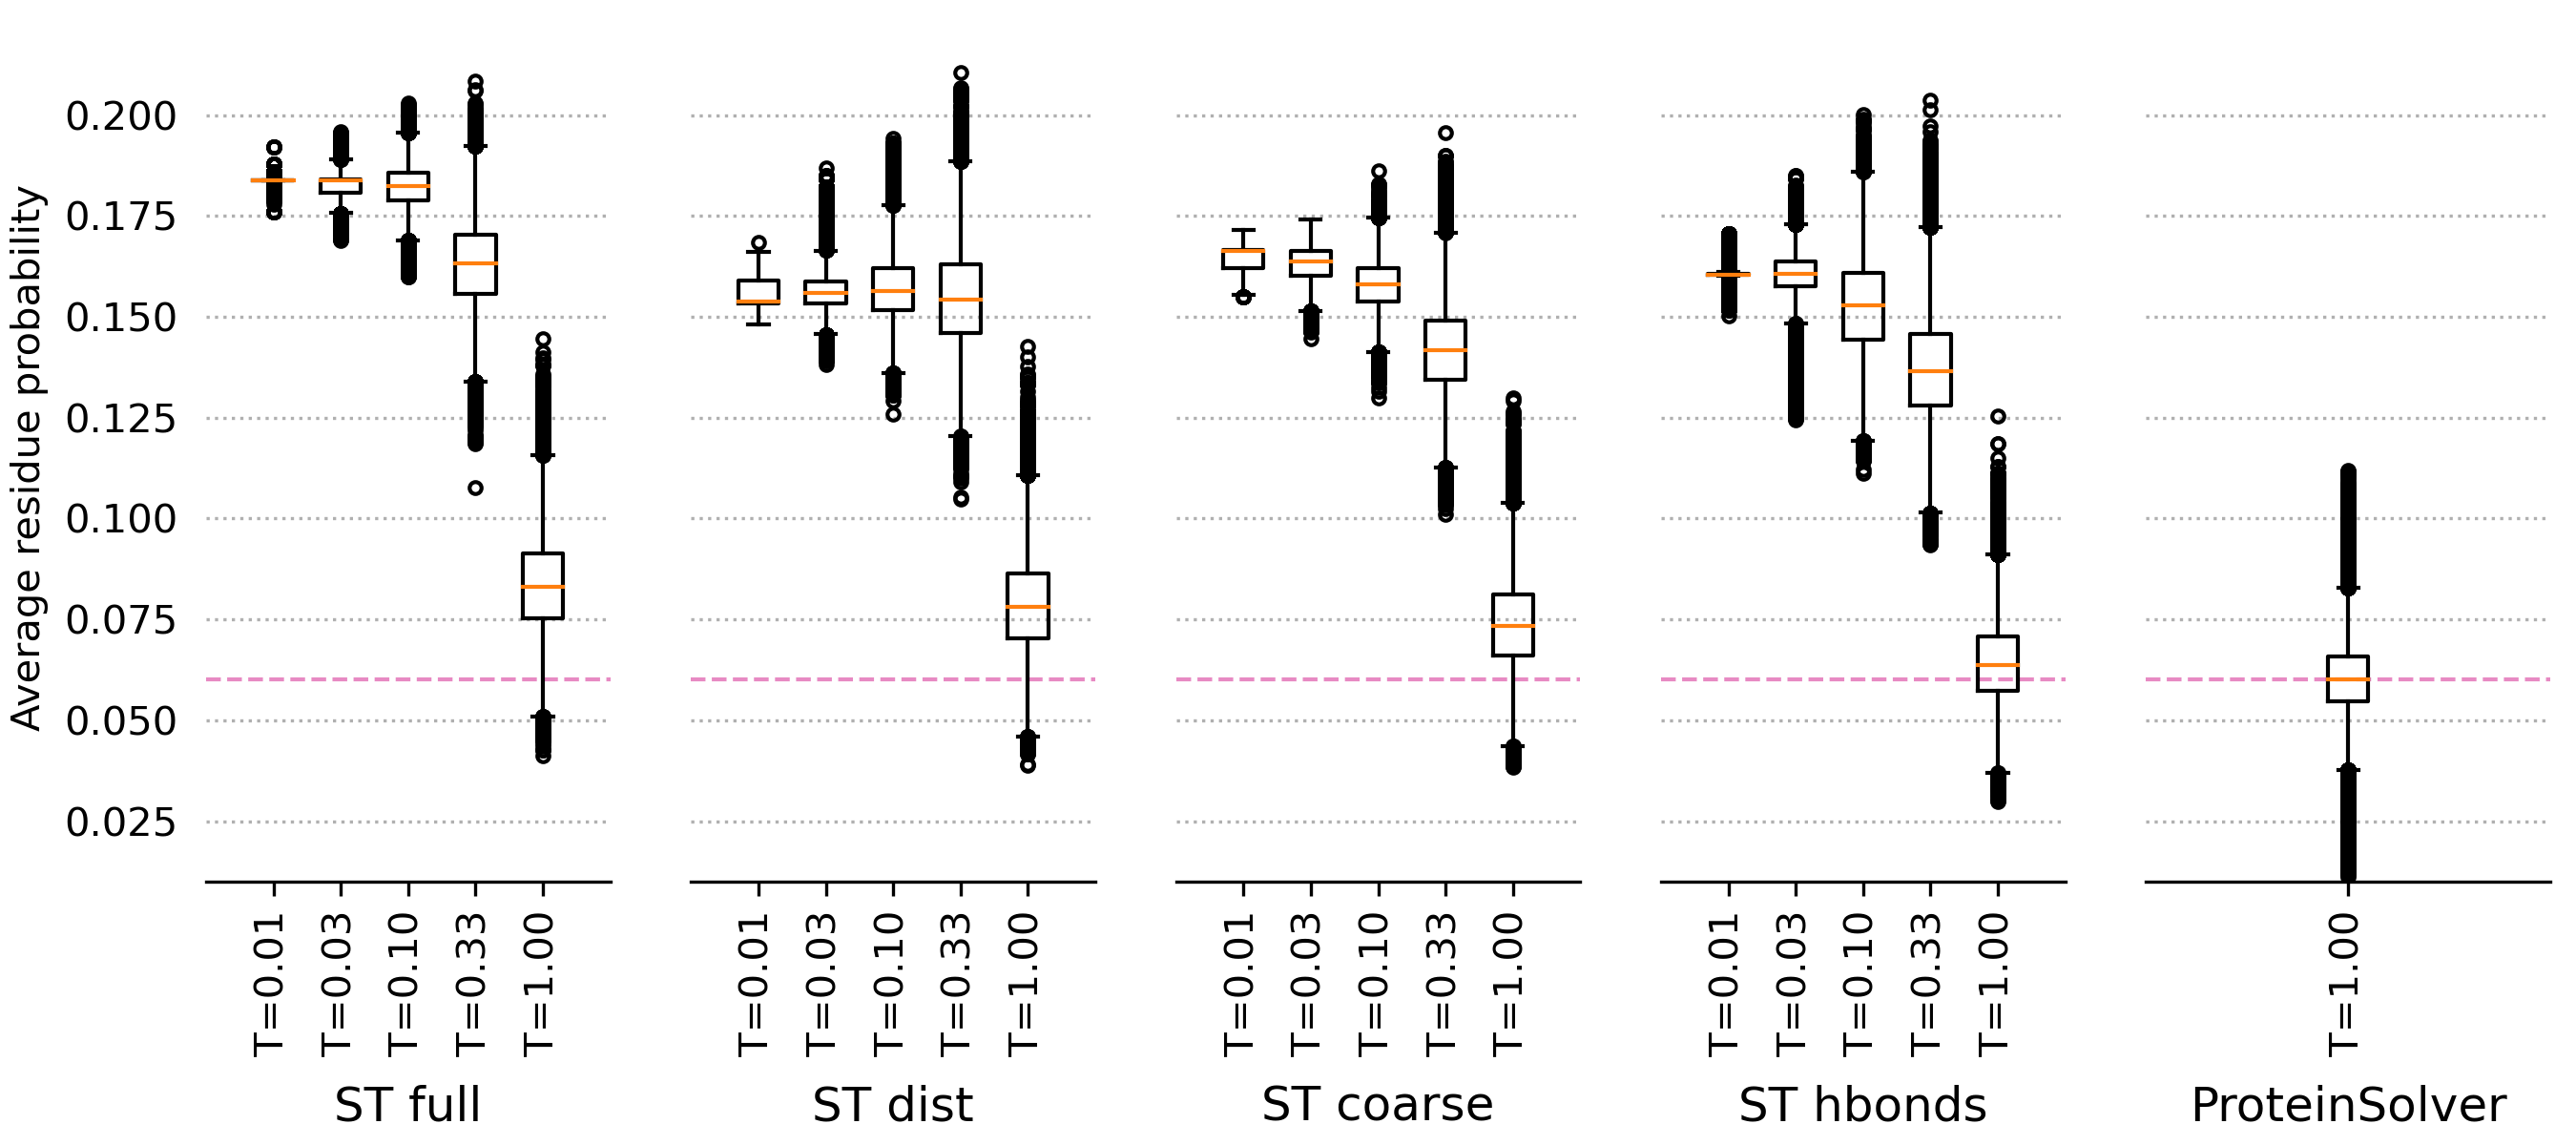 Average residue probability
0.200
0.175
0.150
0.125
0.100
0.075
0.050
0.025
T=0.01
T=0.03
T=0.10
T=0.33
T=1.00
ST full
T=0.01
T=0.03
T=0.10
T=0.33
T=1.00
ST dist
T=0.01
T=0.03
T=0.10
T=0.33
T=1.00
ST coarse
T=0.01
T=0.03
T=0.10
T=0.33
T=1.00
ST hbonds
T=1.00
ProteinSolver